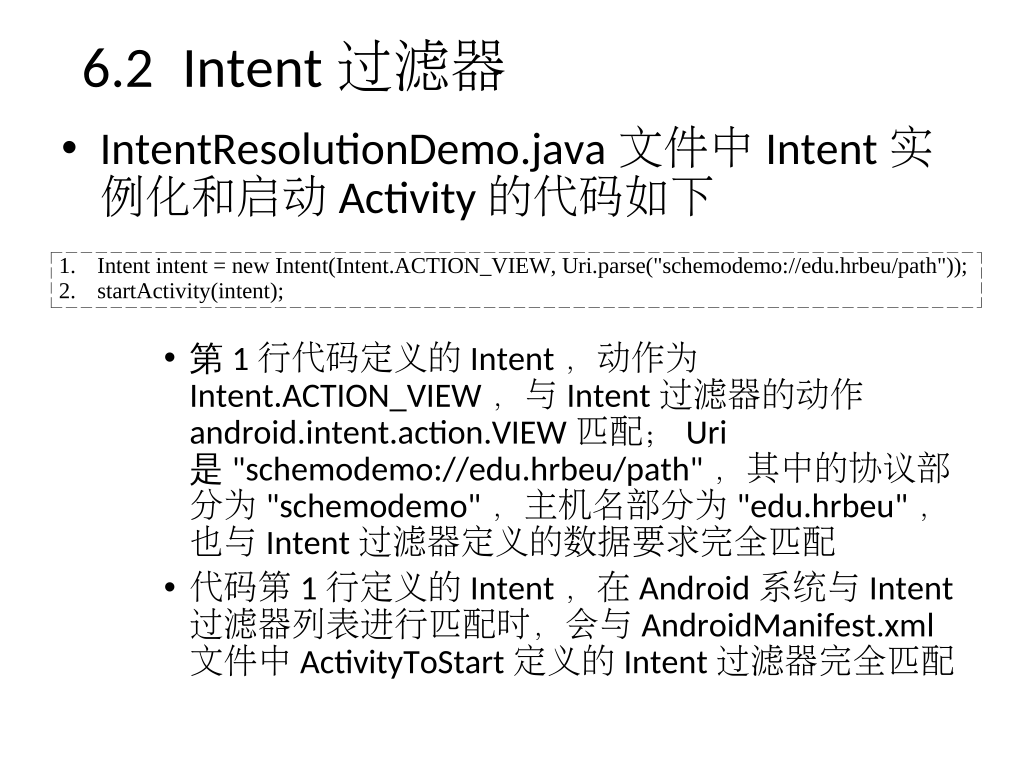 6.2 Intent 过滤器
• IntentResolutionDemo.java 文件中 Intent 实
例化和启动 Activity 的代码如下
1. Intent intent = new Intent(Intent.ACTION_VIEW, Uri.parse("schemodemo://edu.hrbeu/path"));
2. startActivity(intent);
• 第 1 行代码定义的 Intent ，动作为
Intent.ACTION_VIEW ，与 Intent 过滤器的动作
android.intent.action.VIEW 匹配； Uri
是 "schemodemo://edu.hrbeu/path" ，其中的协议部
分为 "schemodemo" ，主机名部分为 "edu.hrbeu" ，
也与 Intent 过滤器定义的数据要求完全匹配
• 代码第 1 行定义的 Intent ，在 Android 系统与 Intent
过滤器列表进行匹配时，会与 AndroidManifest.xml
文件中 ActivityToStart 定义的 Intent 过滤器完全匹配